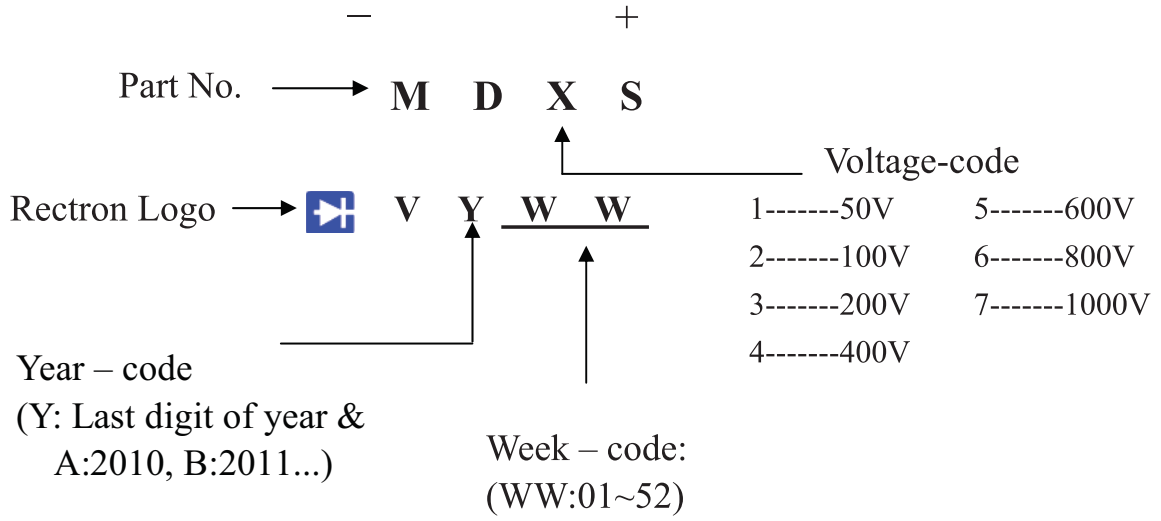 – +
Part No. M D X S
Voltage-code
Rectron Logo V Y W W
1-------50V 5-------600V
2-------100V 6-------800V
3-------200V 7-------1000V
4-------400V
Year – code
(Y: Last digit of year &
A:2010, B:2011...)
Week – code:
(WW:01~52)